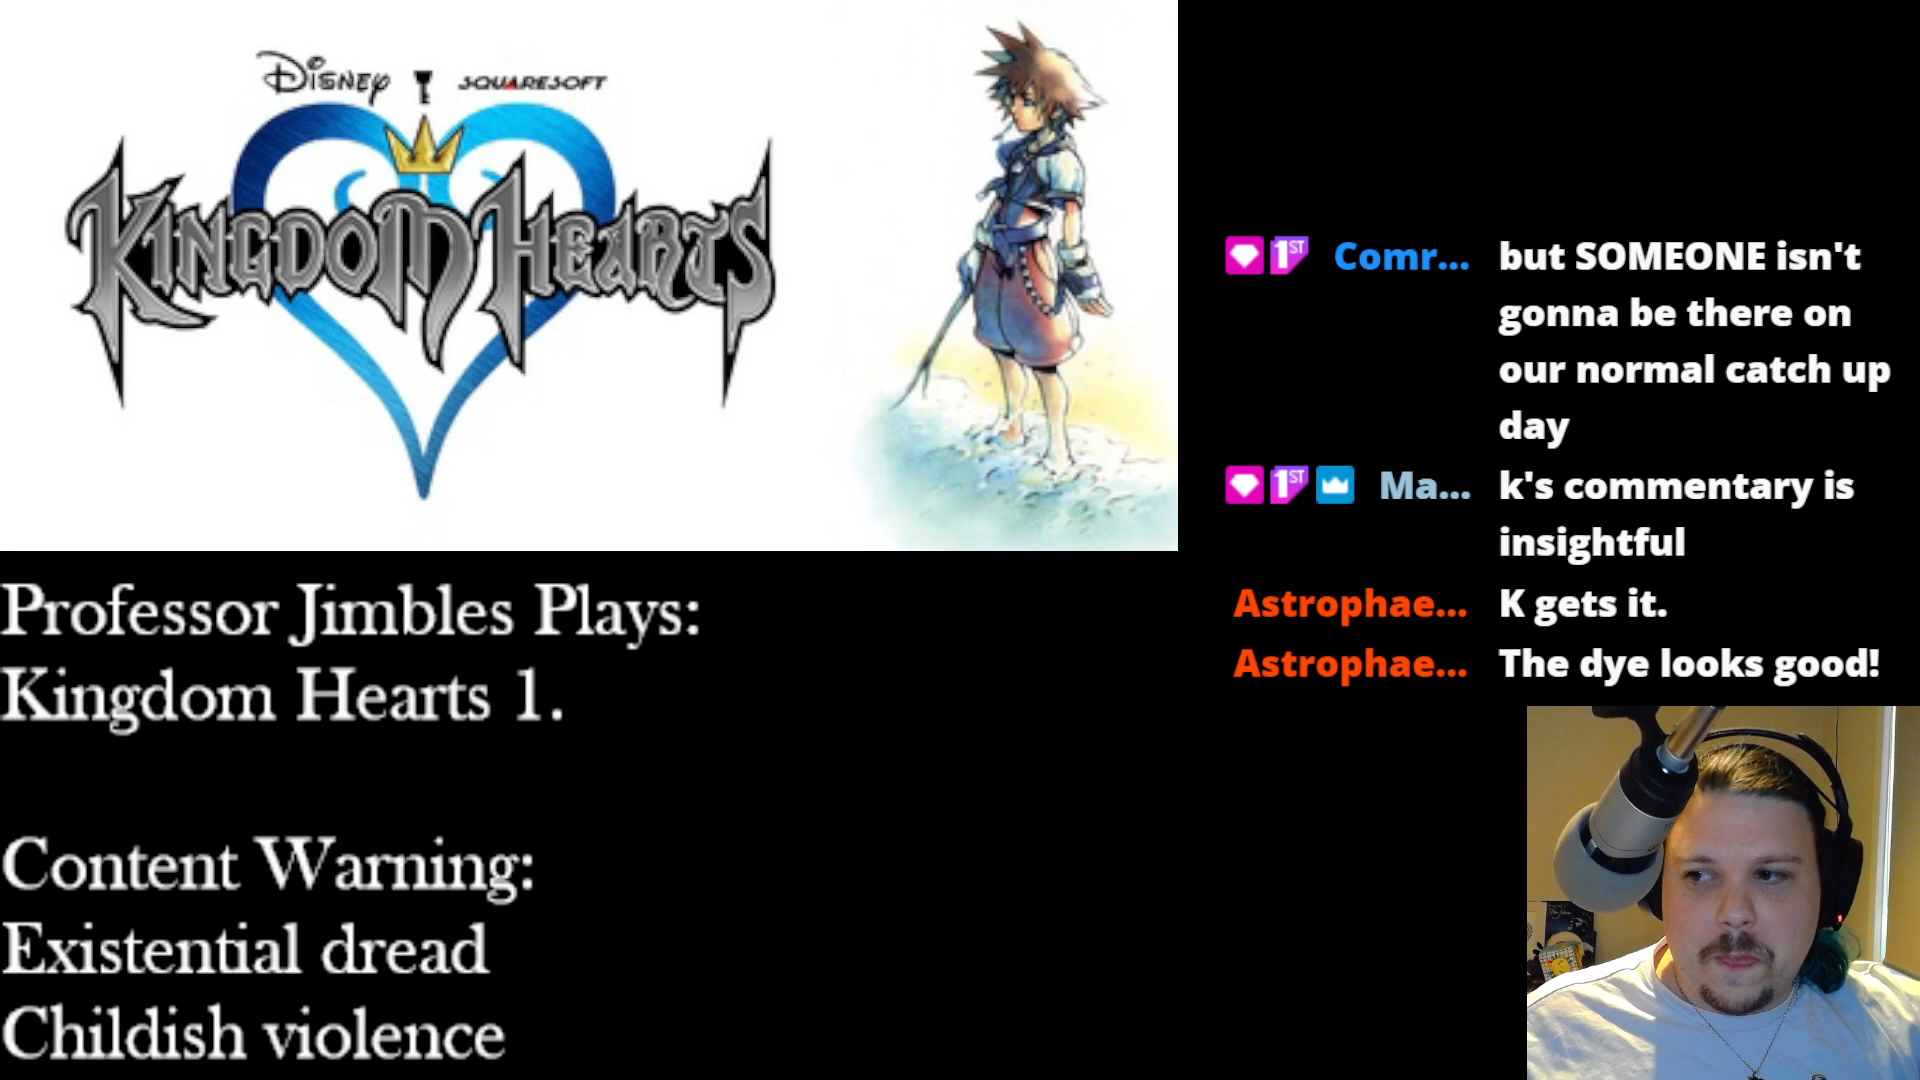 Disney SQUARESOFT
KINGDOM HEARTS
Professor Jimbles Plays:
Kingdom Hearts 1.
Content Warning:
Existential dread
Childish violence
1ST Comr... but SOMEONE isn't
gonna be there on
our normal catch up
day
1ST Ma... k's commentary is
insightful
Astrophae... K gets it.
Astrophae... The dye looks good!